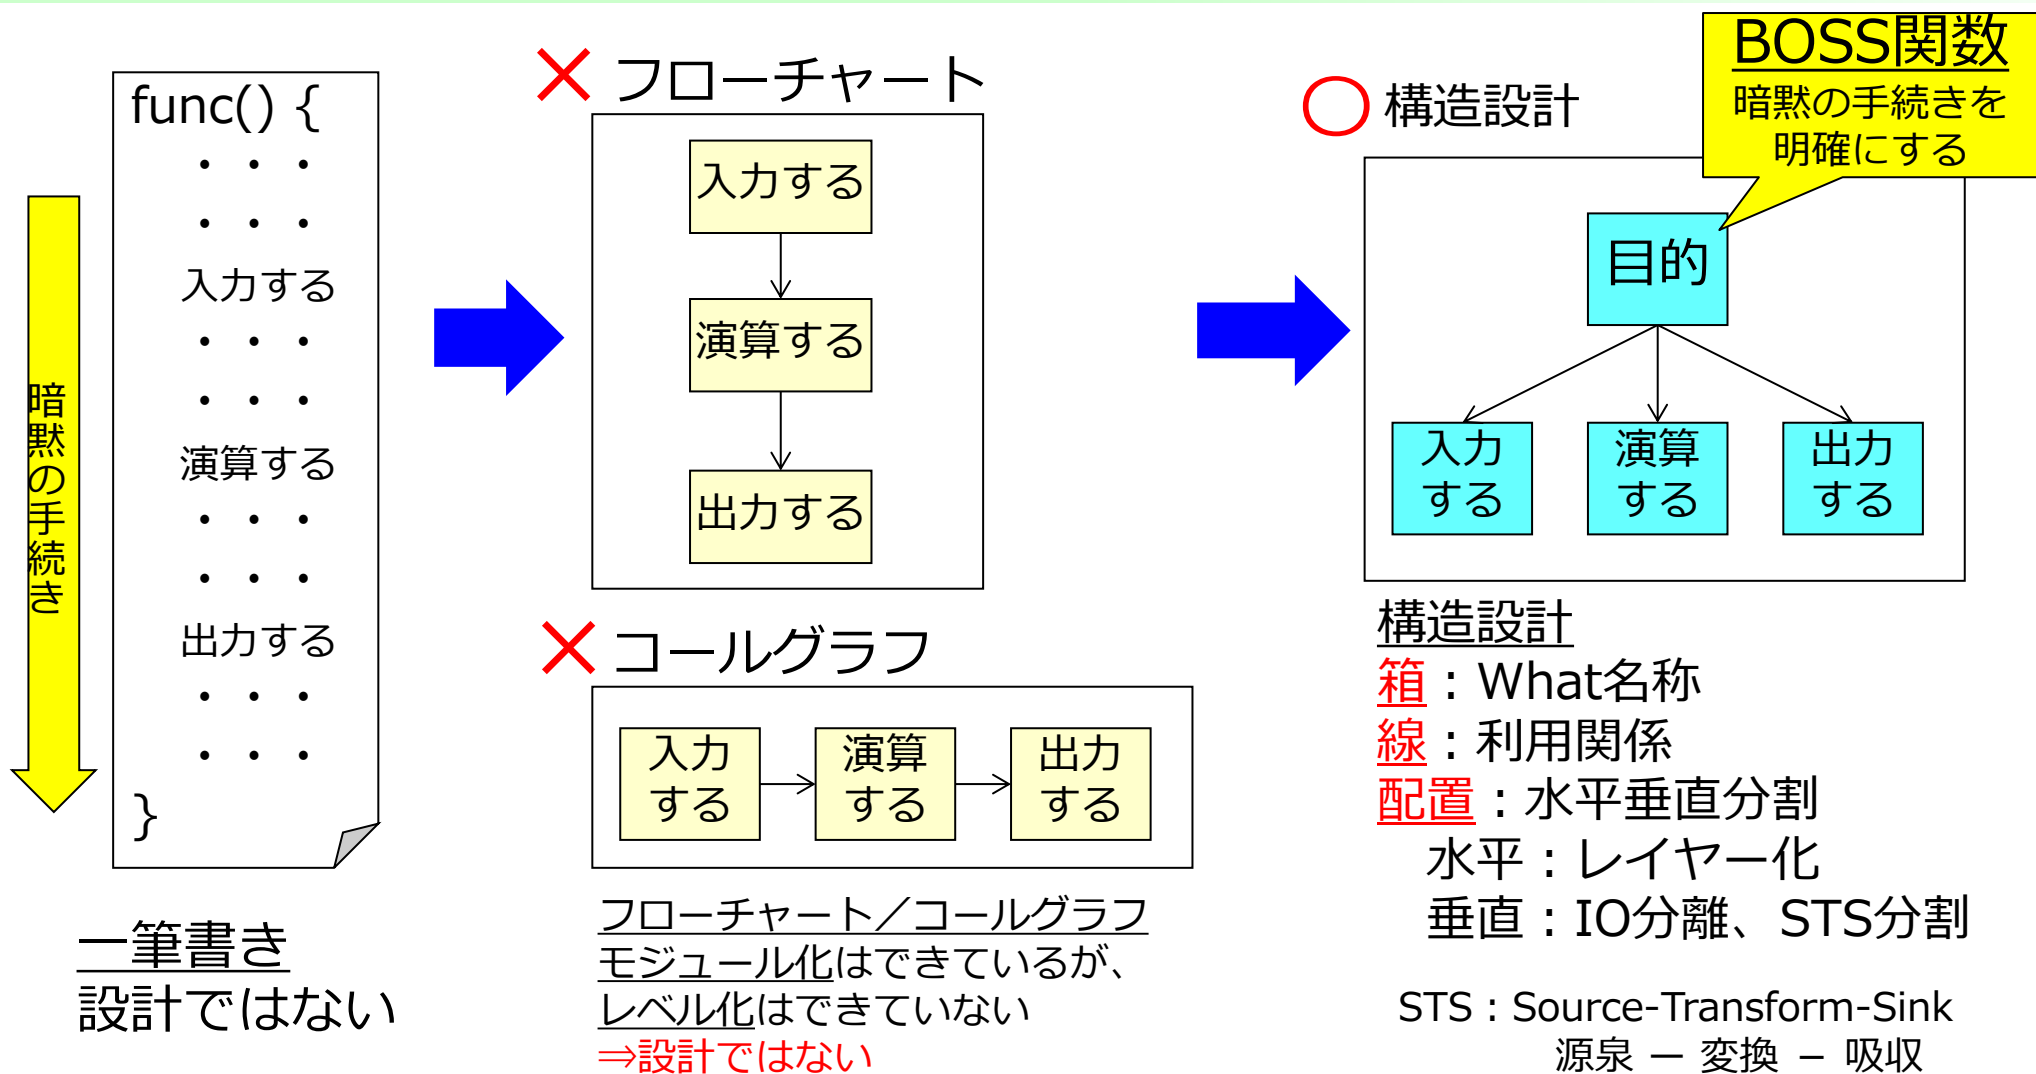 func() {
・・・
・・・
入力する
・・・
・・・
演算する
・・・
・・・
出力する
・・・
・・・
}
暗黙の手続き
一筆書き
設計ではない
× フローチャート
入力する
演算する
出力する
× コールグラフ
入力
する
演算
する
出力
する
フローチャート／コールグラフ
モジュール化はできているが、
レベル化はできていない
⇒設計ではない
BOSS関数
暗黙の手続きを
明確にする
○ 構造設計
目的
入力
する
演算
する
出力
する
構造設計
箱：What名称
線：利用関係
配置：水平垂直分割
水平：レイヤー化
垂直：IO分離、STS分割
STS：Source-Transform-Sink
源泉 ー 変換 － 吸収